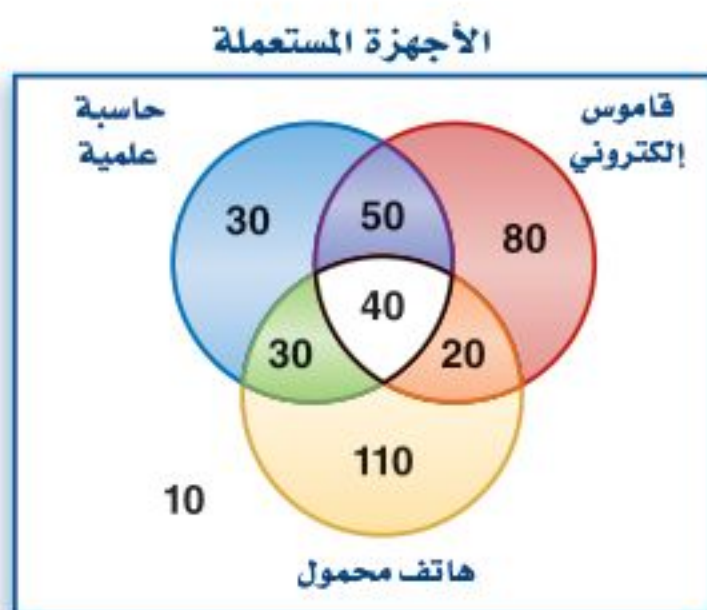 الأجهزة المستعملة
قاموس
إلكتروني
حاسبة
علمية
30
50
80
40
30
20
110
10
هاتف محمول